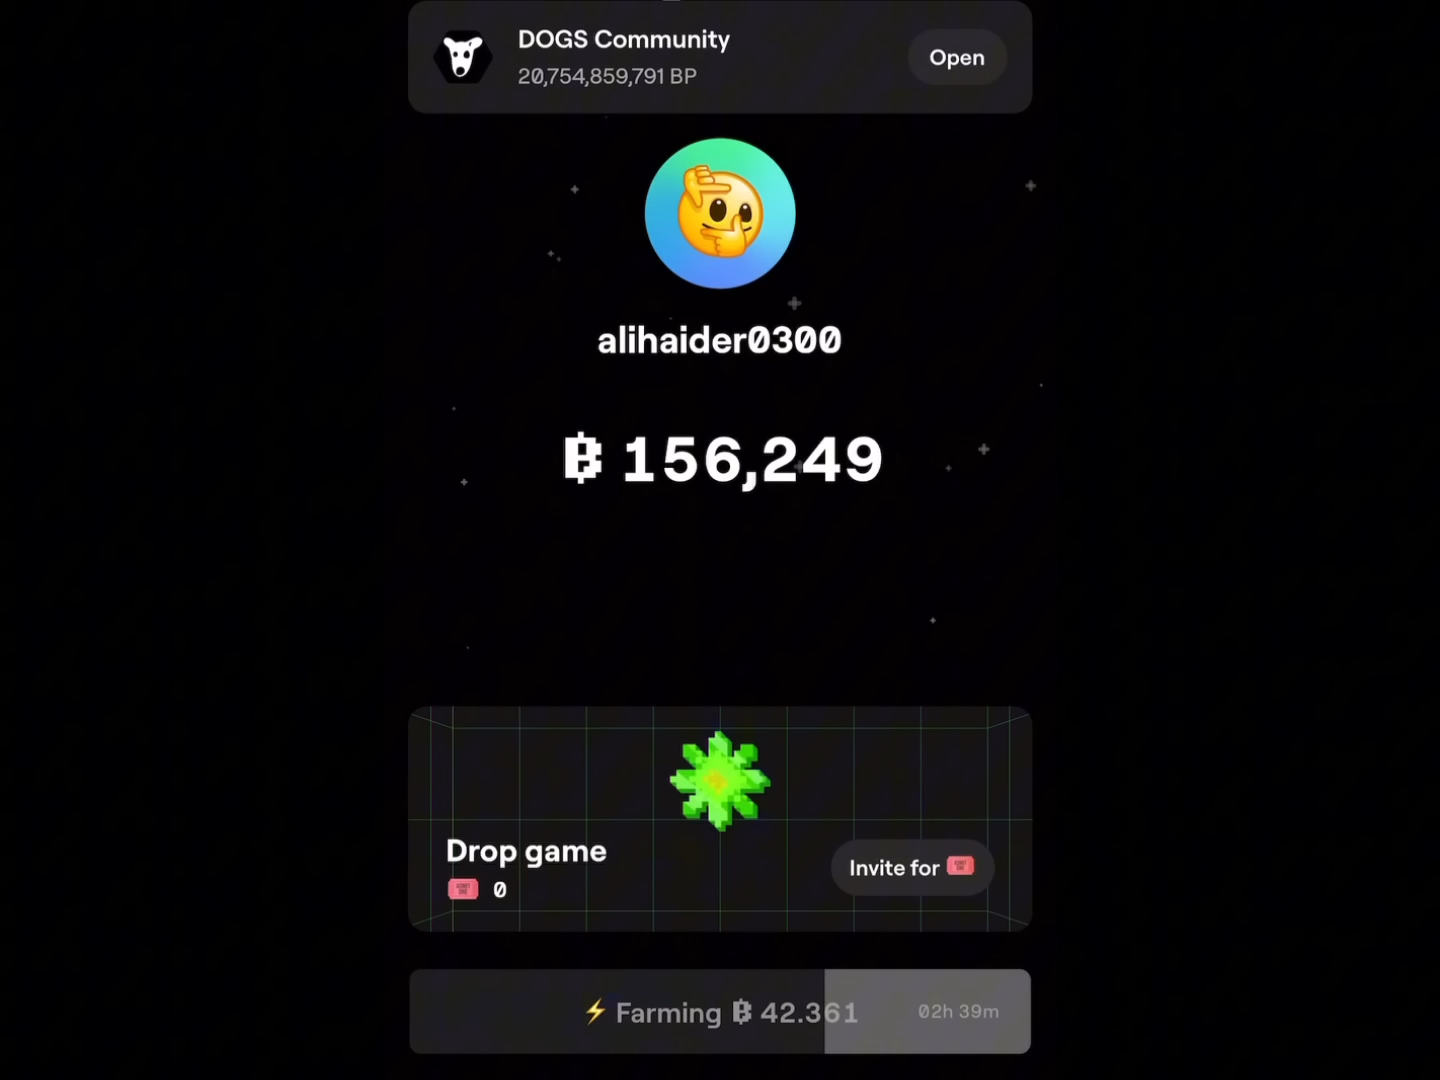 DOGS Community
20,754,859,791 BP
Open
alihaider0300
156,249
Drop game
0
Invite for
Farming 42.361
02h 39m